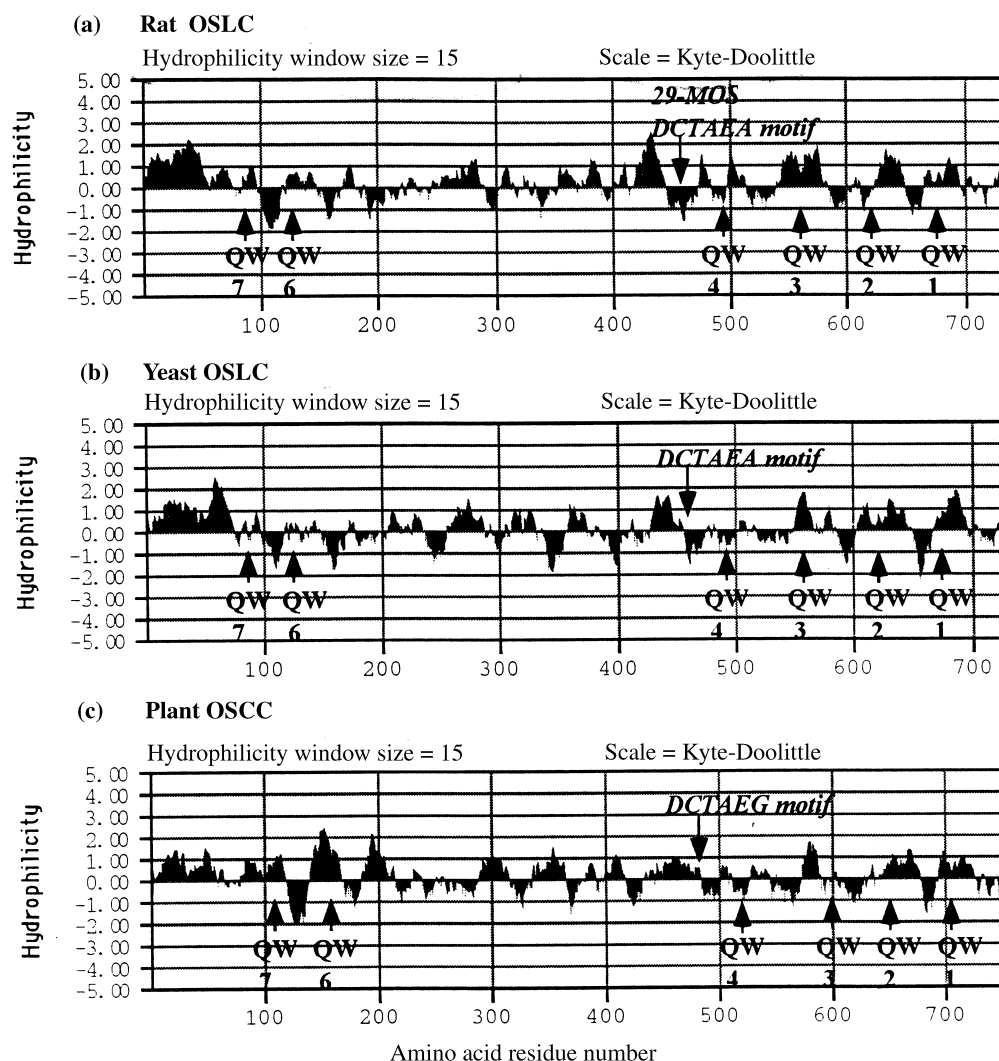 (a) Rat OSLC
Hydrophilicity window size = 15 Scale = Kyte-Doolittle
5.00
4.00
3.00
2.00
1.00
0.00
-1.00
-2.00
-3.00
-4.00
-5.00
Hydrophilicity
29-MOS
DCTAEA motif
QW QW QW QW QW QW
7 6 4 3 2 1
100 200 300 400 500 600 700
(b) Yeast OSLC
Hydrophilicity window size = 15 Scale = Kyte-Doolittle
5.00
4.00
3.00
2.00
1.00
0.00
-1.00
-2.00
-3.00
-4.00
-5.00
Hydrophilicity
DCTAEA motif
QW QW QW QW QW QW
7 6 4 3 2 1
100 200 300 400 500 600 700
(c) Plant OSCC
Hydrophilicity window size = 15 Scale = Kyte-Doolittle
5.00
4.00
3.00
2.00
1.00
0.00
-1.00
-2.00
-3.00
-4.00
-5.00
Hydrophilicity
DCTAEG motif
QW QW QW QW QW QW
7 6 4 3 2 1
100 200 300 400 500 600 700
Amino acid residue number